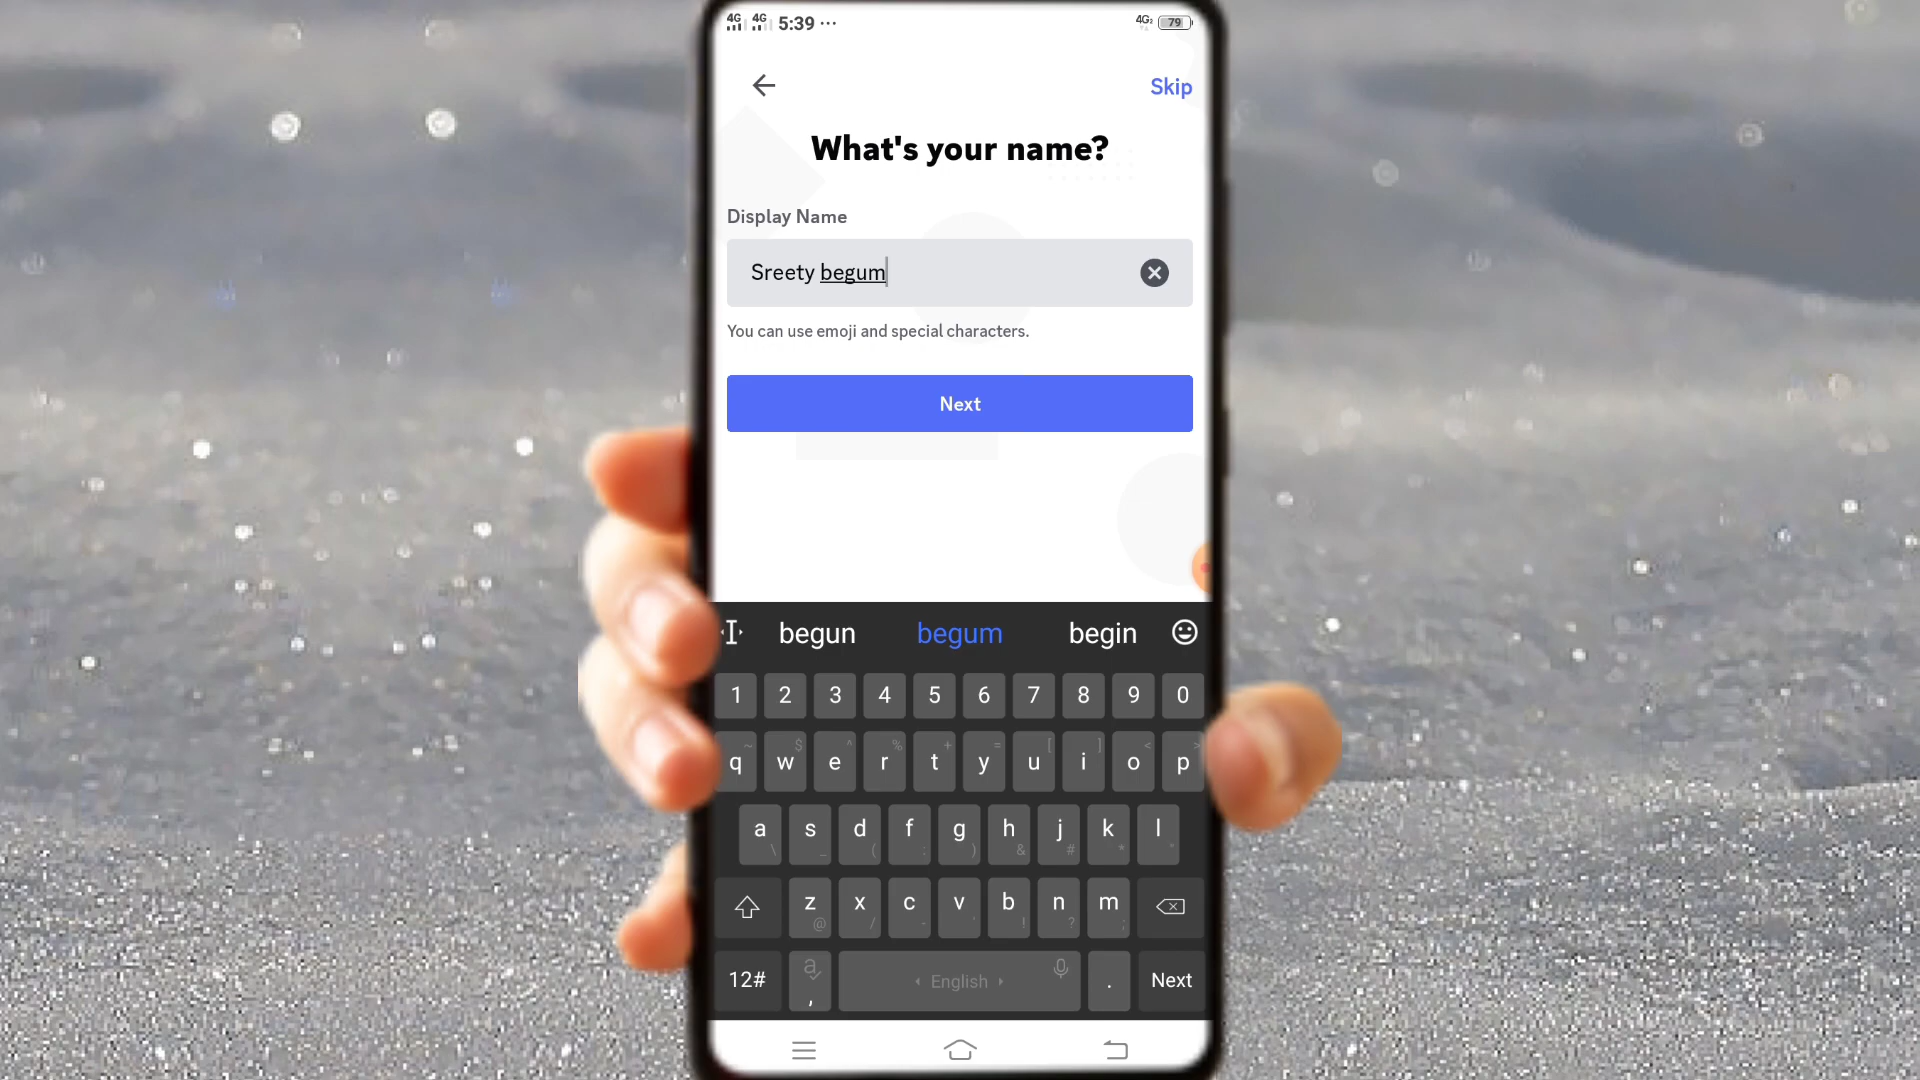 4G 4G 5:39 ... 4G2 79
Skip
What's your name?
Display Name
Sreety begum
You can use emoji and special characters.
Next
begun begum begin
1 2 3 4 5 6 7 8 9 0
q w e r t y u i o p
a s d f g h j k l
z x c v b n m
12# , English . Next